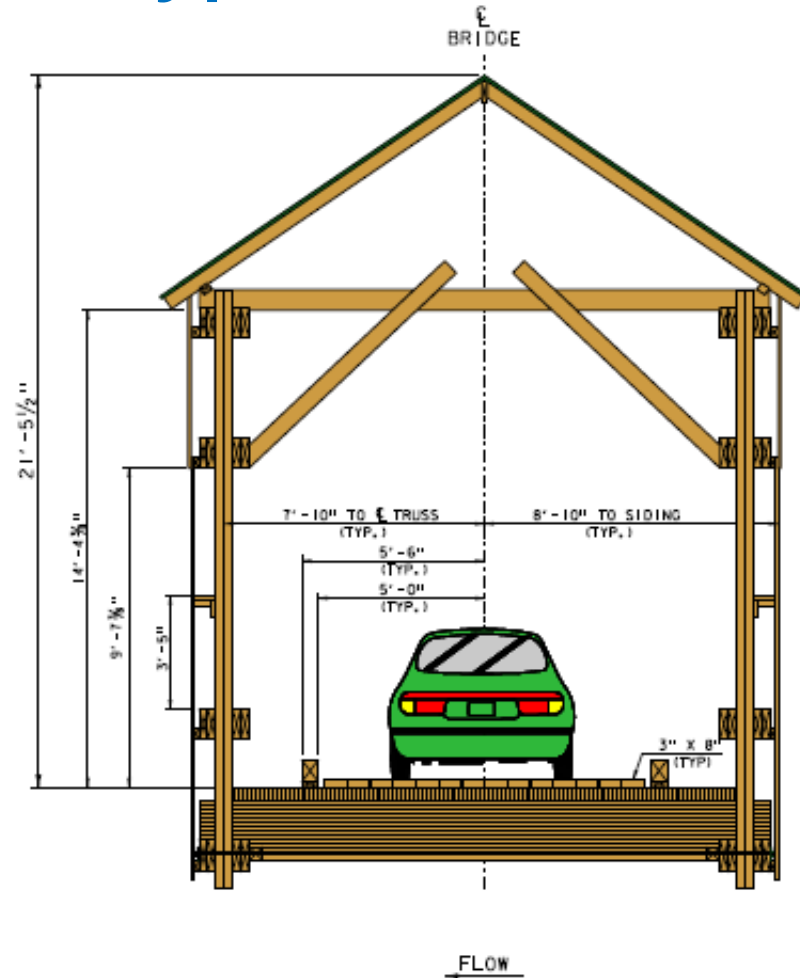 ℄
BRIDGE
21'-5½"
14'-4⅜"
9'-7⅞"
3'-5"
7'-10" TO ℄ TRUSS
(TYP.)
8'-10" TO SIDING
(TYP.)
5'-6"
(TYP.)
5'-0"
(TYP.)
3" X 8"
(TYP)
FLOW